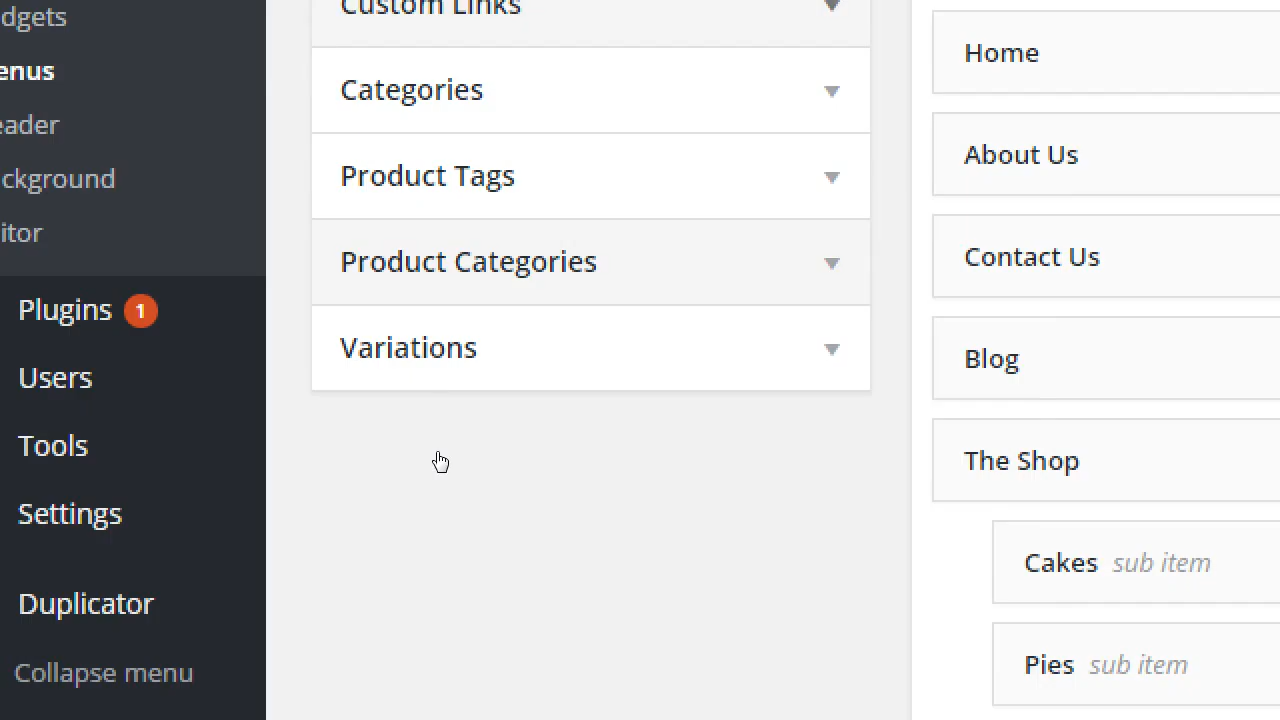 dgets
enus
eader
ckground
itor
Plugins 1
Users
Tools
Settings
Duplicator
Collapse menu
Custom Links
Categories
Product Tags
Product Categories
Variations
Home
About Us
Contact Us
Blog
The Shop
Cakes sub item
Pies sub item